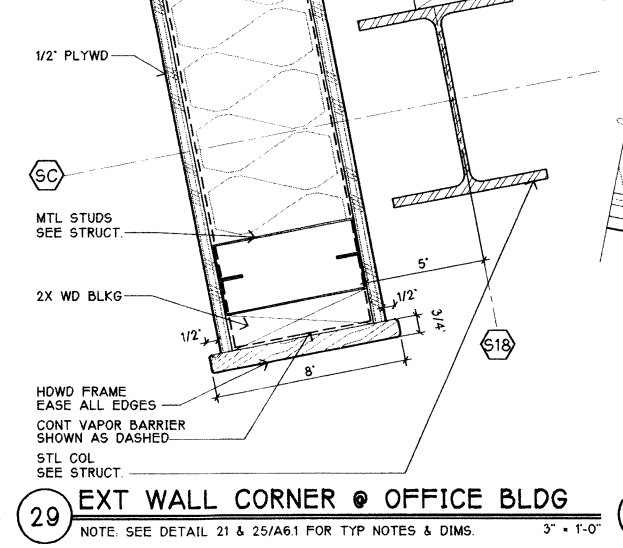 1/2" PLYWD
SC
MTL STUDS
SEE STRUCT.
5"
2X WD BLKG
1/2"
1/2"
3/4"
S18
8"
HDWD FRAME
EASE ALL EDGES
CONT VAPOR BARRIER
SHOWN AS DASHED
STL COL
SEE STRUCT.
29 EXT WALL CORNER @ OFFICE BLDG
NOTE: SEE DETAIL 21 & 25/A6.1 FOR TYP NOTES & DIMS. 3" = 1'-0"